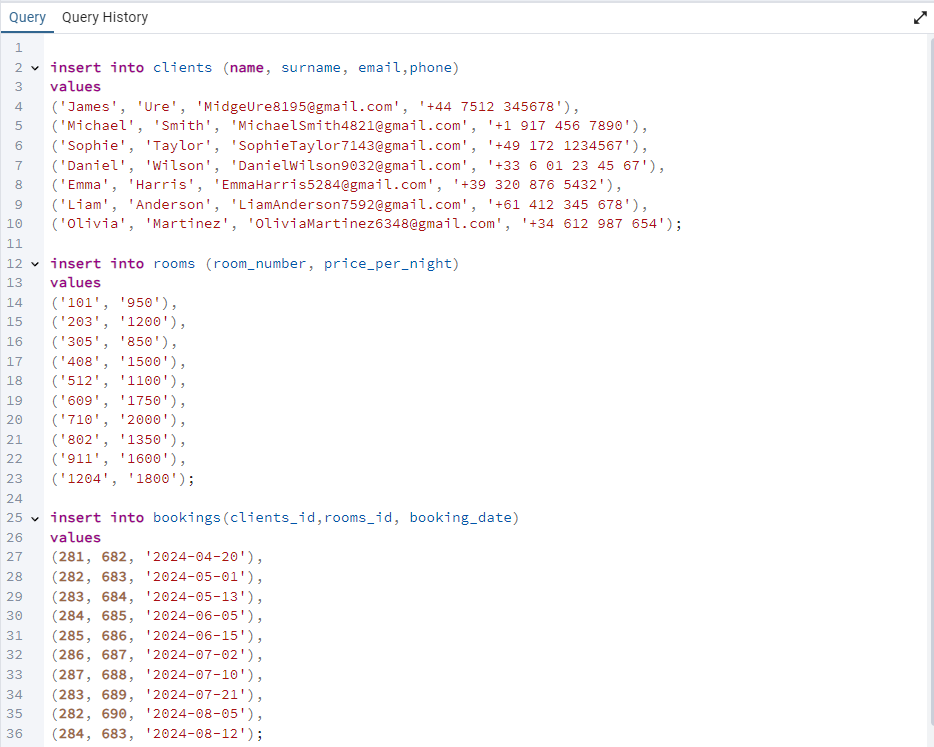 Query Query History
1
2 insert into clients (name, surname, email,phone)
3 values
4 ('James', 'Ure', 'MidgeUre8195@gmail.com', '+44 7512 345678'),
5 ('Michael', 'Smith', 'MichaelSmith4821@gmail.com', '+1 917 456 7890'),
6 ('Sophie', 'Taylor', 'SophieTaylor7143@gmail.com', '+49 172 1234567'),
7 ('Daniel', 'Wilson', 'DanielWilson9032@gmail.com', '+33 6 01 23 45 67'),
8 ('Emma', 'Harris', 'EmmaHarris5284@gmail.com', '+39 320 876 5432'),
9 ('Liam', 'Anderson', 'LiamAnderson7592@gmail.com', '+61 412 345 678'),
10 ('Olivia', 'Martinez', 'OliviaMartinez6348@gmail.com', '+34 612 987 654');
11
12 insert into rooms (room_number, price_per_night)
13 values
14 ('101', '950'),
15 ('203', '1200'),
16 ('305', '850'),
17 ('408', '1500'),
18 ('512', '1100'),
19 ('609', '1750'),
20 ('710', '2000'),
21 ('802', '1350'),
22 ('911', '1600'),
23 ('1204', '1800');
24
25 insert into bookings(clients_id,rooms_id, booking_date)
26 values
27 (281, 682, '2024-04-20'),
28 (282, 683, '2024-05-01'),
29 (283, 684, '2024-05-13'),
30 (284, 685, '2024-06-05'),
31 (285, 686, '2024-06-15'),
32 (286, 687, '2024-07-02'),
33 (287, 688, '2024-07-10'),
34 (283, 689, '2024-07-21'),
35 (282, 690, '2024-08-05'),
36 (284, 683, '2024-08-12');